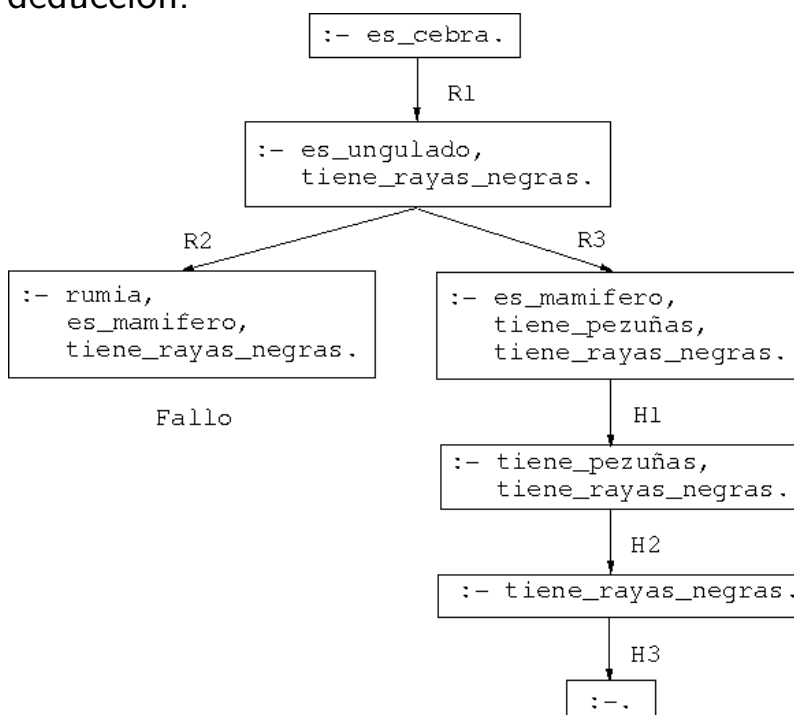 deducción:
:- es_cebra.
R1
:- es_ungulado,
tiene_rayas_negras.
R2
R3
:- rumia,
es_mamifero,
tiene_rayas_negras.
Fallo
:- es_mamifero,
tiene_pezuñas,
tiene_rayas_negras.
H1
:- tiene_pezuñas,
tiene_rayas_negras.
H2
:- tiene_rayas_negras.
H3
:-.